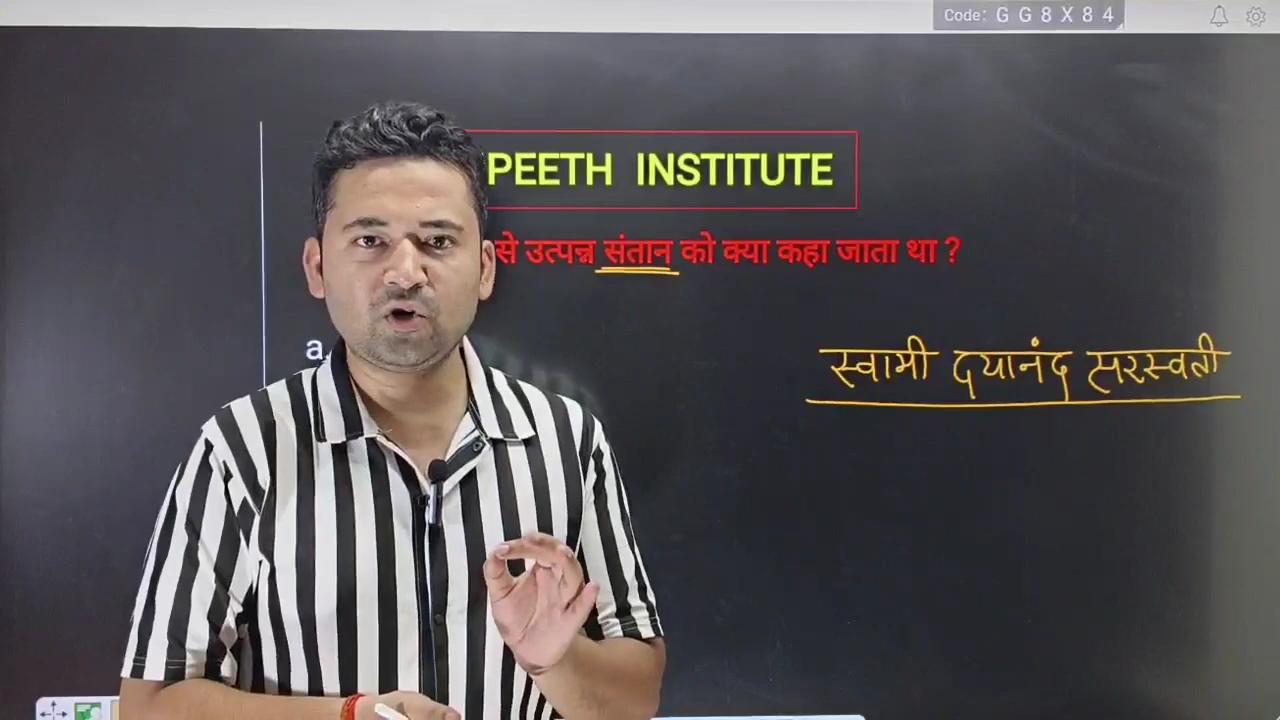 Code: G G 8 X 8 4
PEETH INSTITUTE
से उत्पन्न संतान को क्या कहा जाता था ?
a.
स्वामी दयानंद सरस्वती